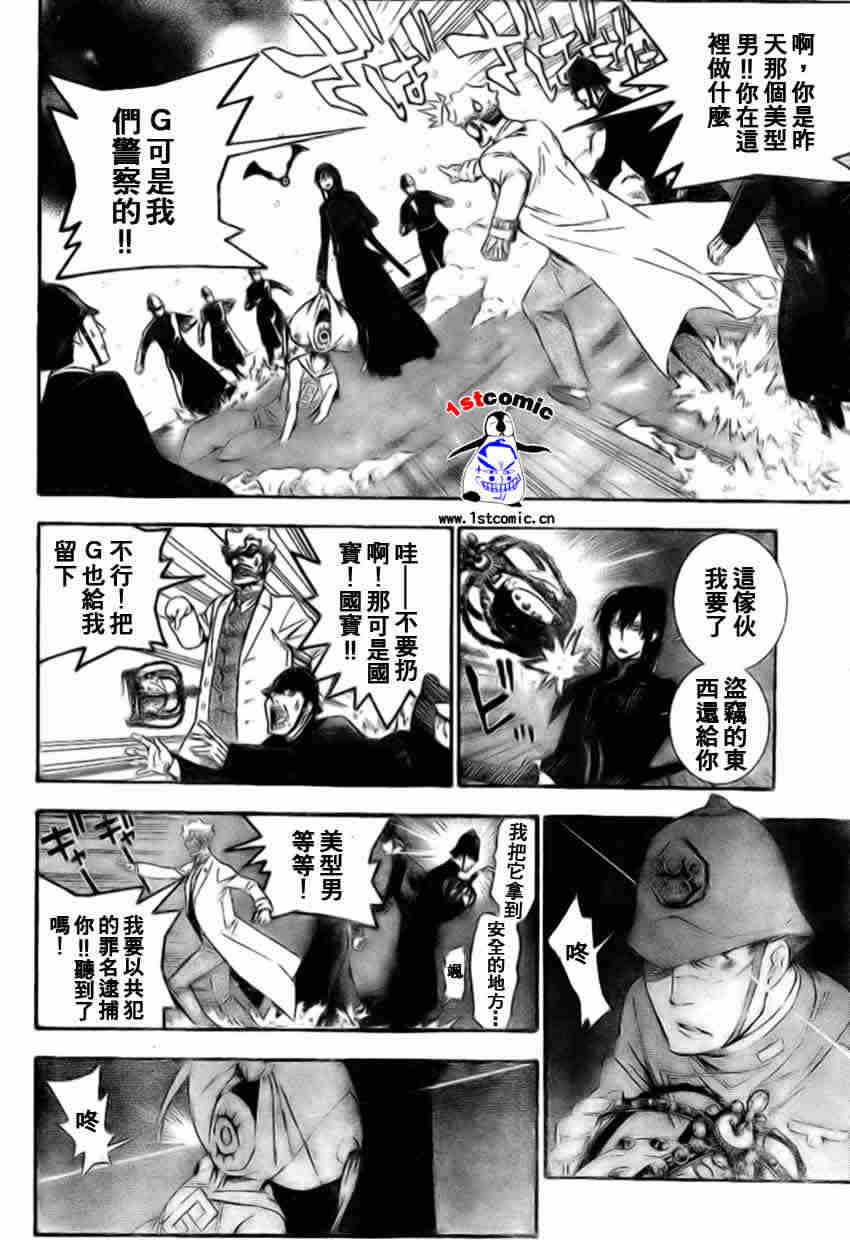 啊，你是昨
天那個美型
男!!你在這
裡做什麼
G可是我
們警察的!!
1stcomic
www.1stcomic.cn
這傢伙
我要了
盜竊的東
西還給你
哇——不要扔
啊！那可是國
寶！國寶!!
不行！把
G也給我
留下
我把它拿到
安全的地方…
颯
美型男
等等！
我要以共犯
的罪名逮捕
你!!聽到了
嗎！
咚
咚